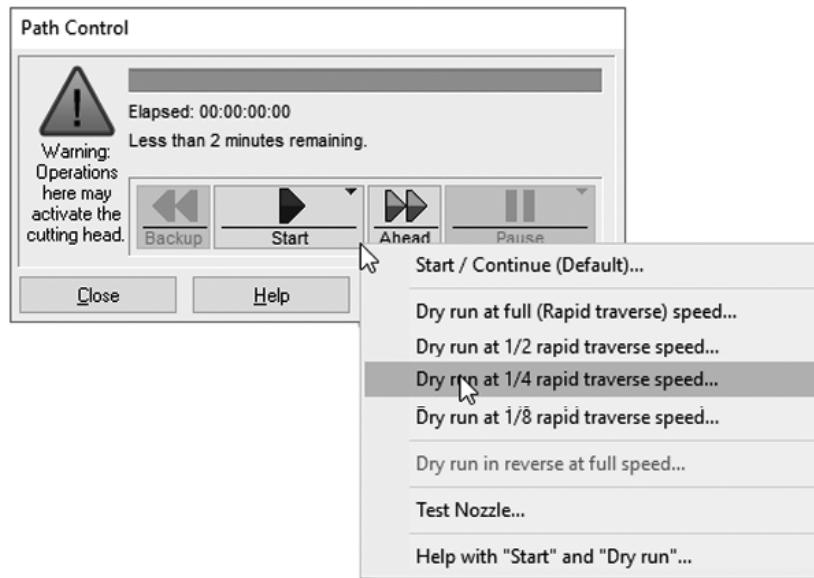 Path Control
Elapsed: 00:00:00:00
Less than 2 minutes remaining.
Warning:
Operations
here may
activate the
cutting head.
Backup
Start
Ahead
Pause
Close
Help
Start / Continue (Default)...
Dry run at full (Rapid traverse) speed...
Dry run at 1/2 rapid traverse speed...
Dry run at 1/4 rapid traverse speed...
Dry run at 1/8 rapid traverse speed...
Dry run in reverse at full speed...
Test Nozzle...
Help with "Start" and "Dry run"...